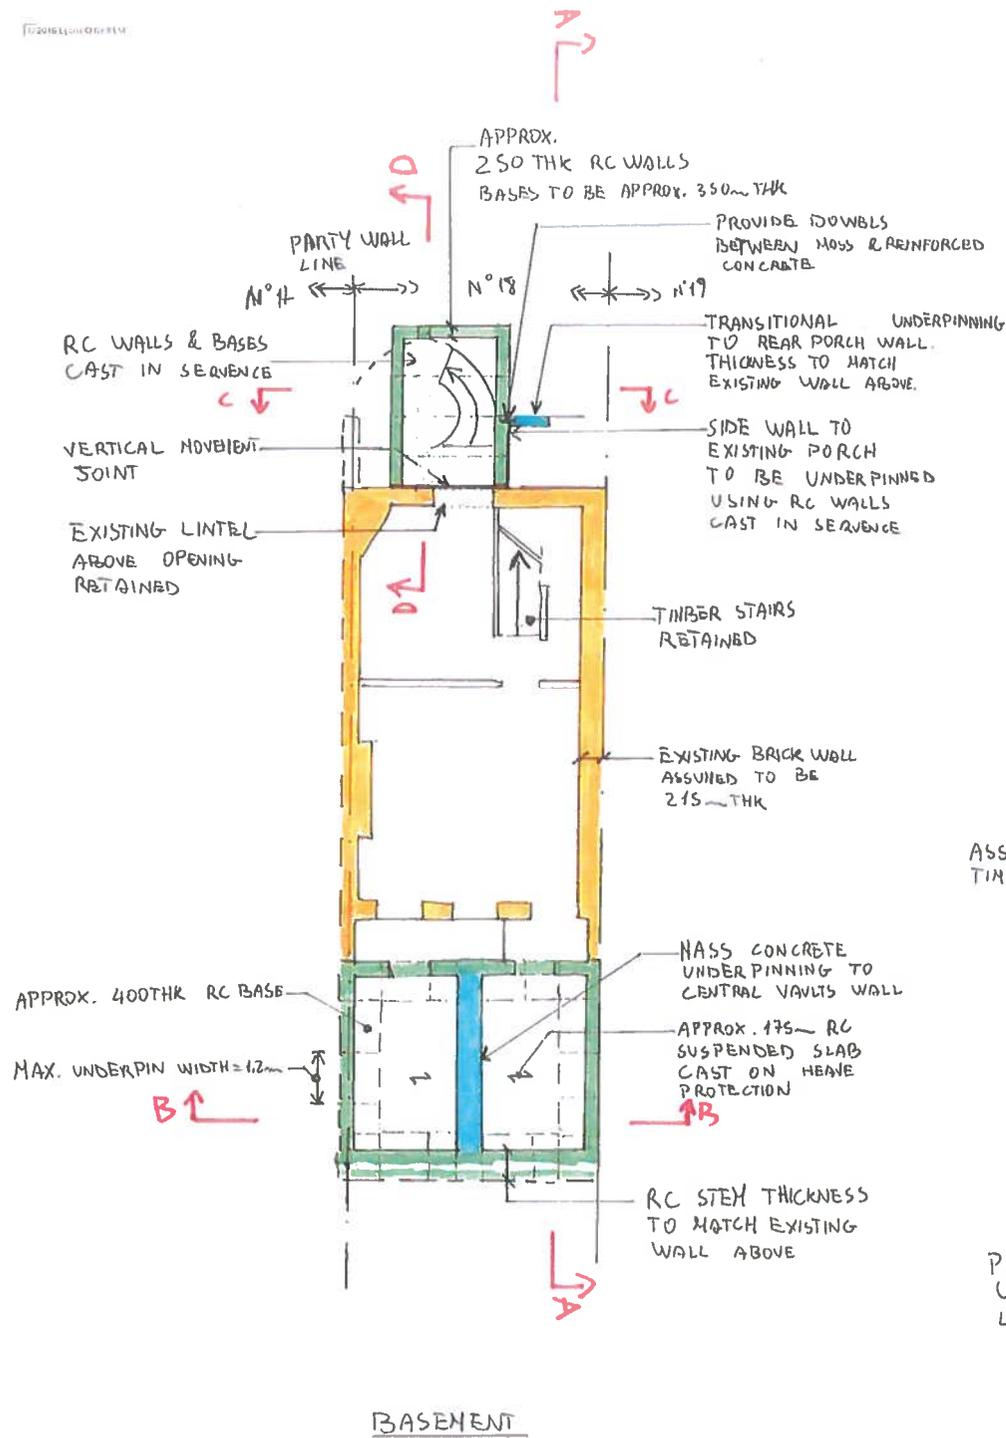 A
APPROX.
250 THK RC WALLS
BASES TO BE APPROX. 350mm THK
D
PROVIDE DOWELS
BETWEEN MASS & REINFORCED
CONCRETE
PARTY WALL
LINE
N° 18
N° 19
RC WALLS & BASES
CAST IN SEQUENCE
TRANSITIONAL UNDERPINNING
TO REAR PORCH WALL.
THICKNESS TO MATCH
EXISTING WALL ABOVE.
C
C
VERTICAL MOVEMENT
JOINT
SIDE WALL TO
EXISTING PORCH
TO BE UNDERPINNED
USING RC WALLS
CAST IN SEQUENCE
EXISTING LINTEL
ABOVE OPENING
RETAINED
D
TIMBER STAIRS
RETAINED
EXISTING BRICK WALL
ASSUMED TO BE
215mm THK
ASS
TIM
MASS CONCRETE
UNDERPINNING TO
CENTRAL VAULTS WALL
APPROX. 400THK RC BASE
APPROX. 175mm RC
SUSPENDED SLAB
CAST ON HEAVE
PROTECTION
MAX. UNDERPIN WIDTH = 1.2m
B
B
RC STEM THICKNESS
TO MATCH EXISTING
WALL ABOVE
P
U
L
A
BASEMENT